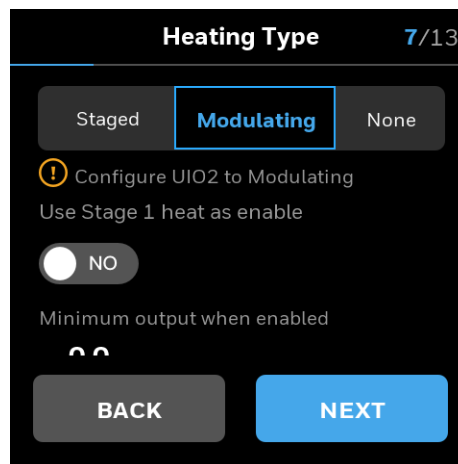 Heating Type 7/13
Staged Modulating None
! Configure UIO2 to Modulating
Use Stage 1 heat as enable
NO
Minimum output when enabled
BACK NEXT